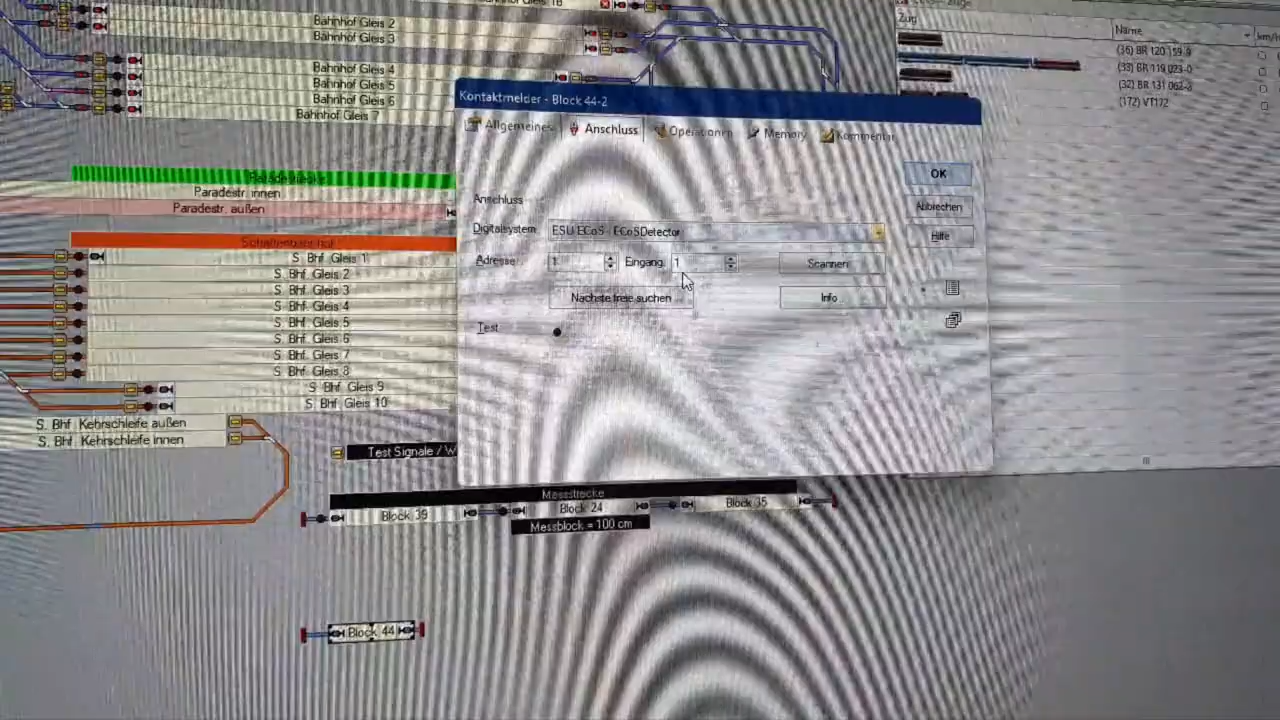 Bahnhof Gleis 2
Bahnhof Gleis 3
Bahnhof Gleis 4
Bahnhof Gleis 5
Bahnhof Gleis 6
Bahnhof Gleis 7
Paradestrecke
Paradestr. innen
Paradestr. außen
Schattenbahnhof
S. Bhf. Gleis 1
S. Bhf. Gleis 2
S. Bhf. Gleis 3
S. Bhf. Gleis 4
S. Bhf. Gleis 5
S. Bhf. Gleis 6
S. Bhf. Gleis 7
S. Bhf. Gleis 8
S. Bhf. Gleis 9
S. Bhf. Gleis 10
S. Bhf. Kehrschleife außen
S. Bhf. Kehrschleife innen
Test Signale / W
Messstrecke
Block 39
Block 24
Block 35
Messblock = 100 cm
Block 44
Kontaktmelder - Block 44-2
Allgemeines
Anschluss
Operationen
Memory
Kommentar
Anschluss
Digitalsystem:
ESU ECoS - ECoSDetector
Adresse:
1
Eingang:
1
Scannen
Nächste freie suchen
Info
Test
OK
Abbrechen
Hilfe
Zug
Name
km/h
(36) BR 120 159-9
(33) BR 119 023-0
(32) BR 131 062-3
(172) VT172